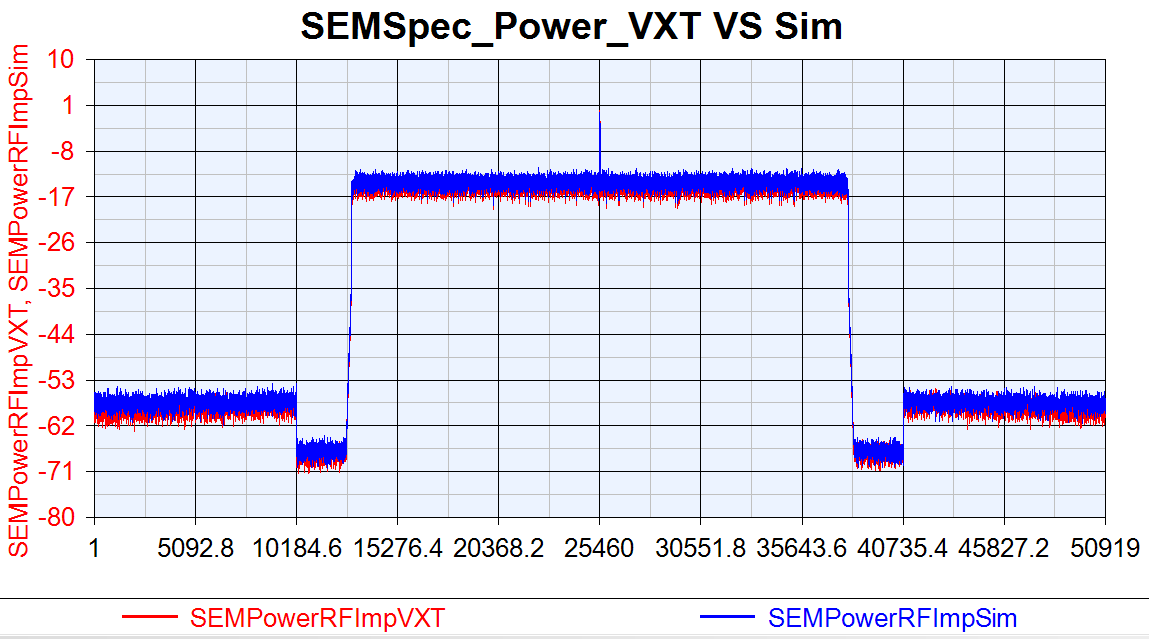 SEMSpec_Power_VXT VS Sim
SEMPowerRFImpVXT, SEMPowerRFImpSim
10
1
-8
-17
-26
-35
-44
-53
-62
-71
-80
1 5092.8 10184.6 15276.4 20368.2 25460 30551.8 35643.6 40735.4 45827.2 50919
SEMPowerRFImpVXT SEMPowerRFImpSim